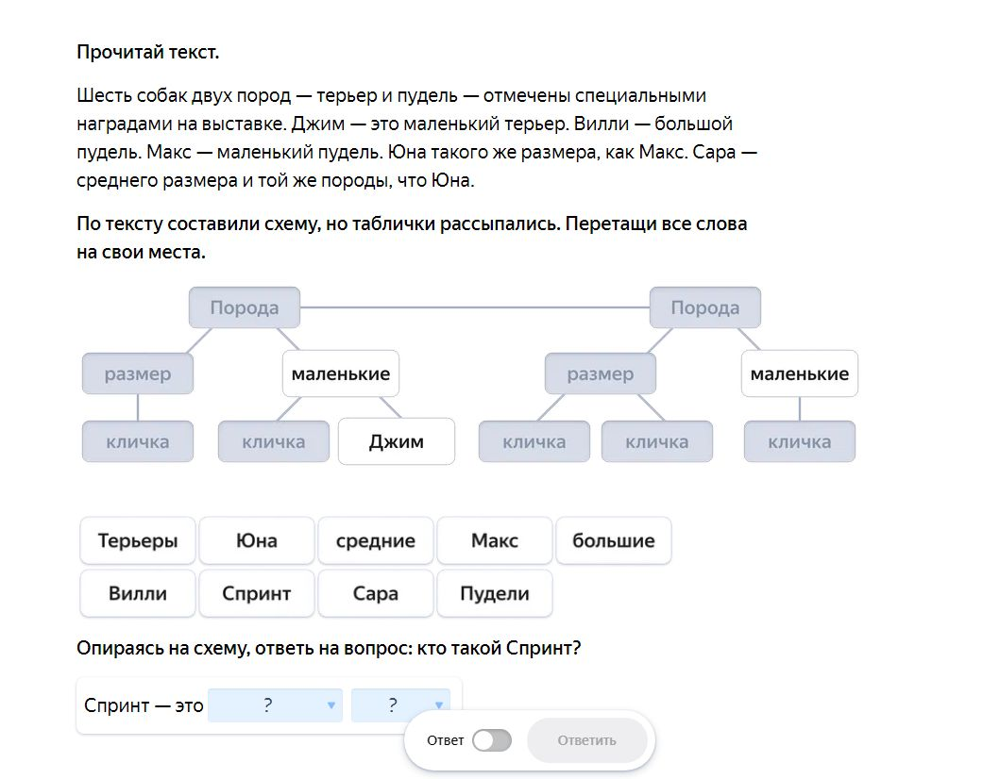 Прочитай текст.
Шесть собак двух пород — терьер и пудель — отмечены специальными
наградами на выставке. Джим — это маленький терьер. Вилли — большой
пудель. Макс — маленький пудель. Юна такого же размера, как Макс. Сара —
среднего размера и той же породы, что Юна.
По тексту составили схему, но таблички рассыпались. Перетащи все слова
на свои места.
Порода Порода
размер маленькие размер маленькие
кличка кличка Джим кличка кличка кличка
Терьеры Юна средние Макс большие
Вилли Спринт Сара Пудели
Опираясь на схему, ответь на вопрос: кто такой Спринт?
Спринт — это ? ?
Ответ Ответить